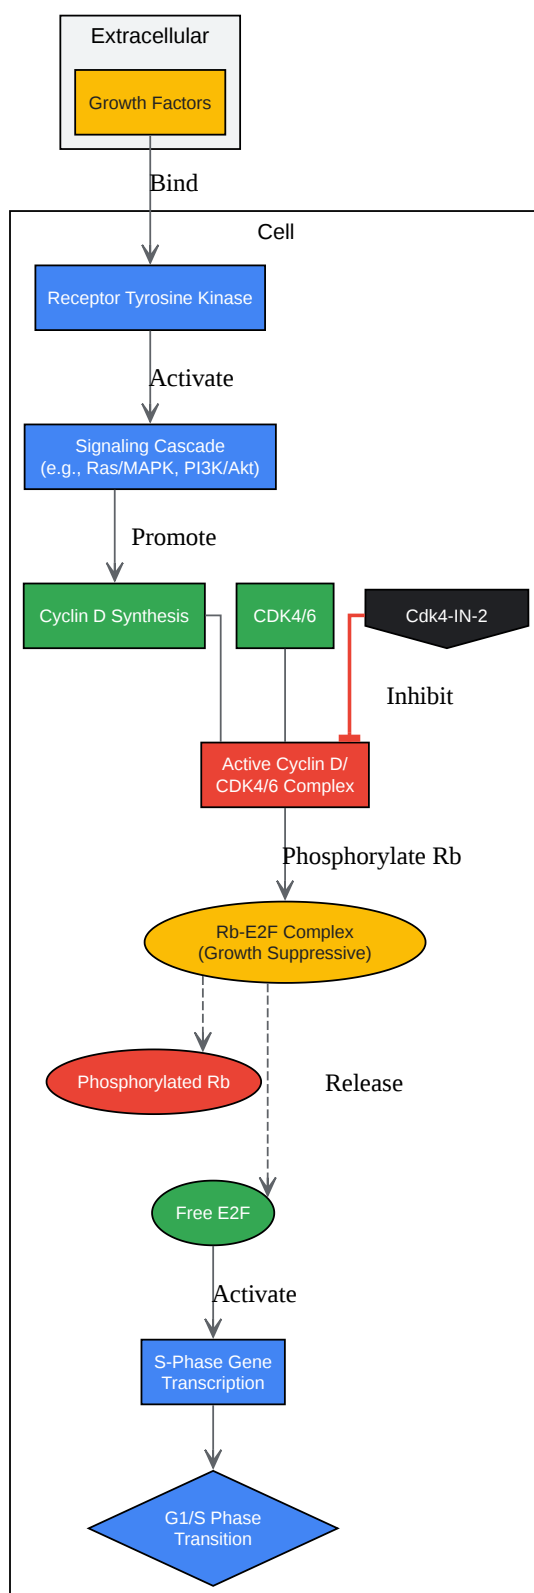 Extracellular
Growth Factors
Bind
Cell
Receptor Tyrosine Kinase
Activate
Signaling Cascade
(e.g., Ras/MAPK, PI3K/Akt)
Promote
Cyclin D Synthesis
CDK4/6
Cdk4-IN-2
Inhibit
Active Cyclin D/
CDK4/6 Complex
Phosphorylate Rb
Rb-E2F Complex
(Growth Suppressive)
Phosphorylated Rb
Release
Free E2F
Activate
S-Phase Gene
Transcription
G1/S Phase
Transition